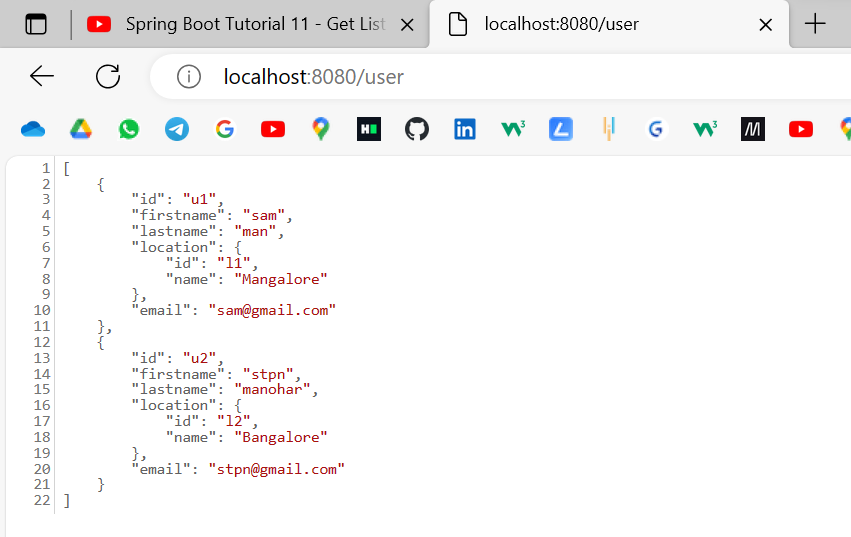 Spring Boot Tutorial 11 - Get List
localhost:8080/user
localhost:8080/user
1 [
2     {
3         "id": "u1",
4         "firstname": "sam",
5         "lastname": "man",
6         "location": {
7             "id": "l1",
8             "name": "Mangalore"
9         },
10         "email": "sam@gmail.com"
11     },
12     {
13         "id": "u2",
14         "firstname": "stpn",
15         "lastname": "manohar",
16         "location": {
17             "id": "l2",
18             "name": "Bangalore"
19         },
20         "email": "stpn@gmail.com"
21     }
22 ]